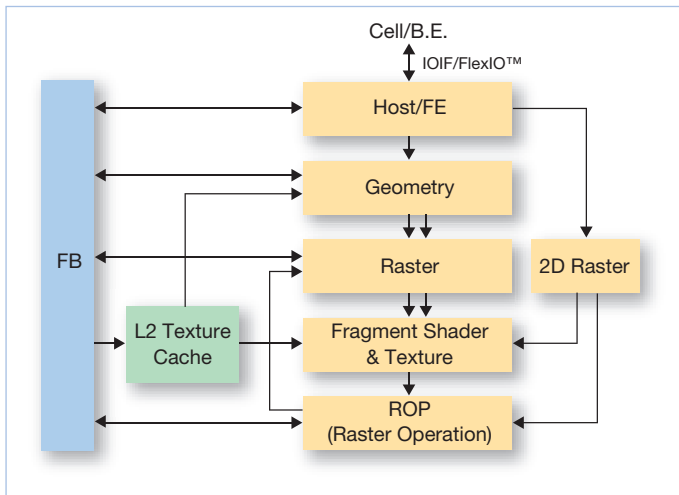 Cell/B.E.
IOIF/FlexIO™
Host/FE
Geometry
FB
Raster
2D Raster
L2 Texture
Cache
Fragment Shader
& Texture
ROP
(Raster Operation)